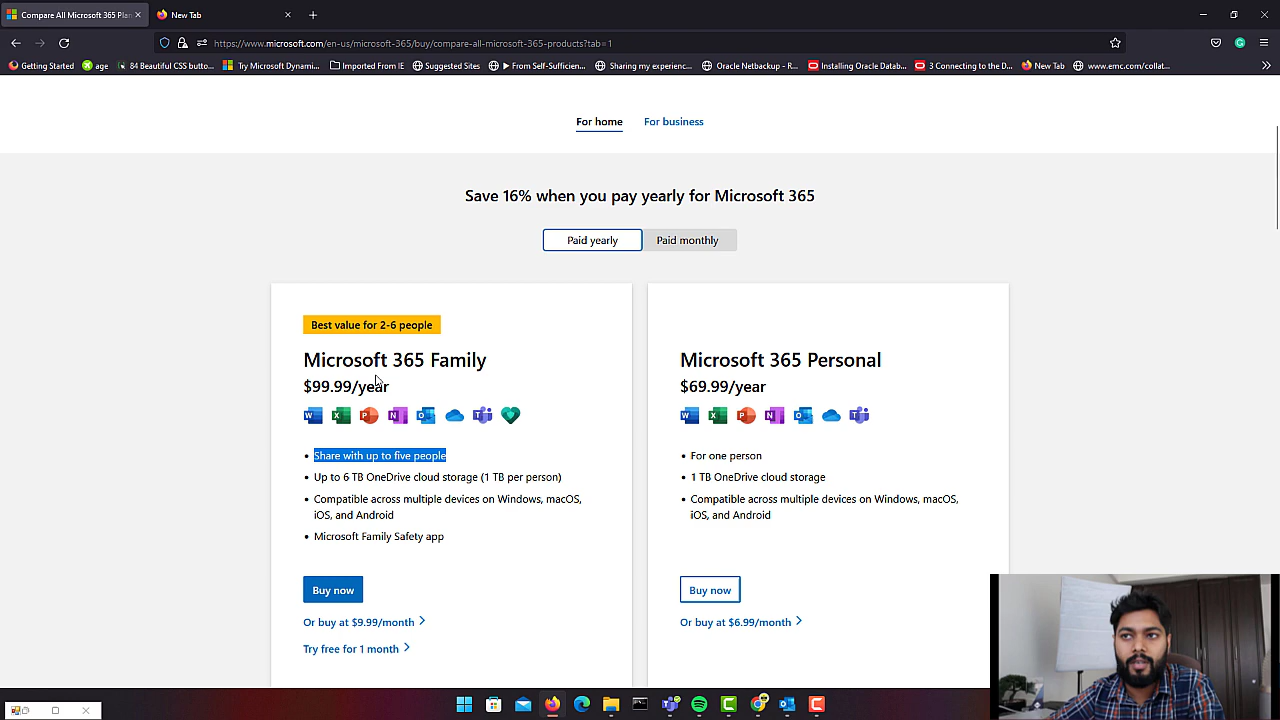 Compare All Microsoft 365 Plan
New Tab
https://www.microsoft.com/en-us/microsoft-365/buy/compare-all-microsoft-365-products?tab=1
Getting Started
age
84 Beautiful CSS butto...
Try Microsoft Dynami...
Imported From IE
Suggested Sites
▶ From Self-Sufficien...
Sharing my experienc...
Oracle Netbackup - R...
Installing Oracle Datab...
3 Connecting to the D...
New Tab
www.emc.com/collat...
For home
For business
Save 16% when you pay yearly for Microsoft 365
Paid yearly
Paid monthly
Best value for 2-6 people
Microsoft 365 Family
$99.99/year
• Share with up to five people
• Up to 6 TB OneDrive cloud storage (1 TB per person)
• Compatible across multiple devices on Windows, macOS,
iOS, and Android
• Microsoft Family Safety app
Buy now
Or buy at $9.99/month
Try free for 1 month
Microsoft 365 Personal
$69.99/year
• For one person
• 1 TB OneDrive cloud storage
• Compatible across multiple devices on Windows, macOS,
iOS, and Android
Buy now
Or buy at $6.99/month